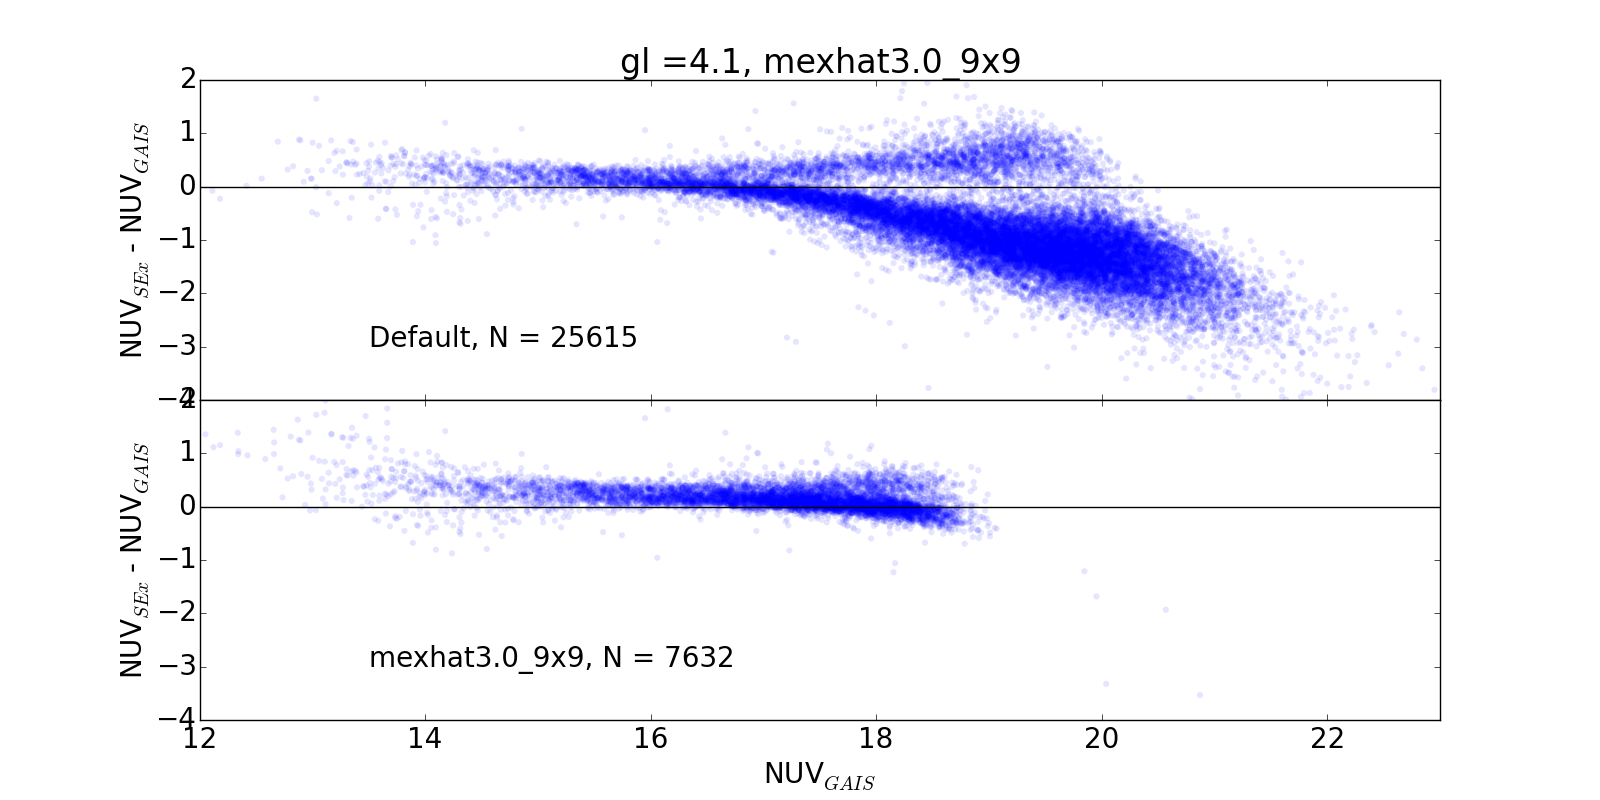 gl =4.1, mexhat3.0_9x9
2
1
0
−1
−2
−3
−4
NUV_SEx - NUV_GAIS
Default, N = 25615
2
1
0
−1
−2
−3
−4
NUV_SEx - NUV_GAIS
mexhat3.0_9x9, N = 7632
12 14 16 18 20 22
NUV_GAIS